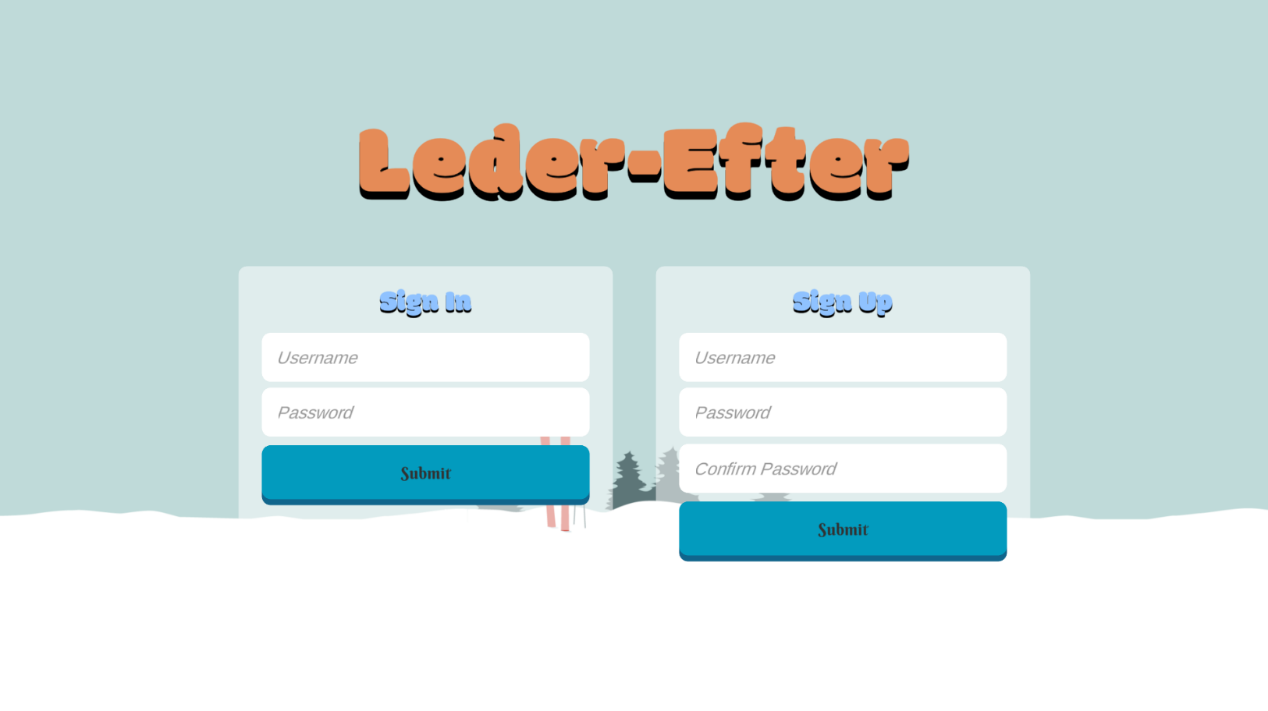 Leder-Efter
Sign In
Username
Password
Submit
Sign Up
Username
Password
Confirm Password
Submit